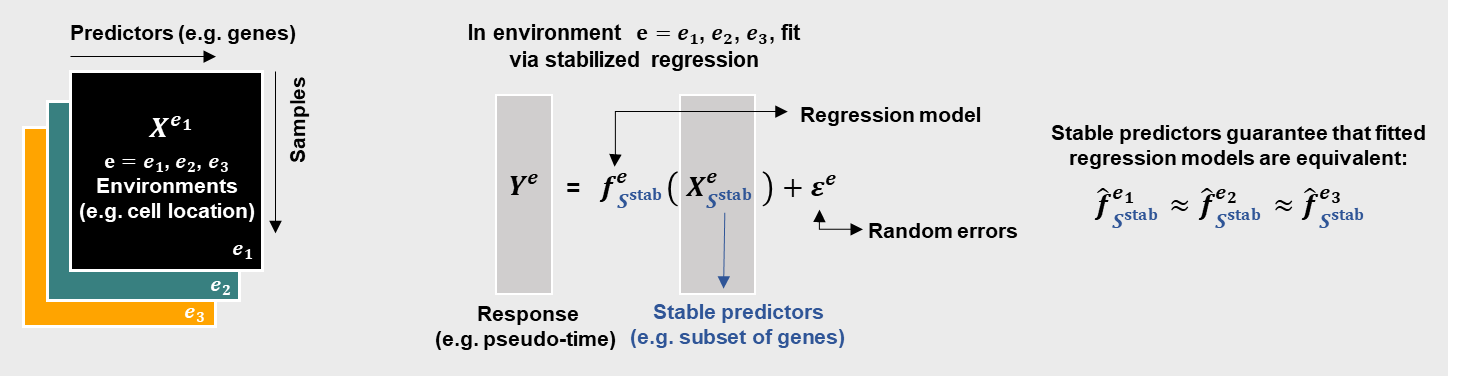 Predictors (e.g. genes)
Samples
X^{e_1}
e = e_1, e_2, e_3
Environments
(e.g. cell location)
e_1
e_2
e_3
In environment e = e_1, e_2, e_3, fit
via stabilized regression
Regression model
Y^e = f^e_{S^{stab}} ( X^e_{S^{stab}} ) + ε^e
Random errors
Response
(e.g. pseudo-time)
Stable predictors
(e.g. subset of genes)
Stable predictors guarantee that fitted
regression models are equivalent:
f̂^{e_1}_{S^{stab}} ≈ f̂^{e_2}_{S^{stab}} ≈ f̂^{e_3}_{S^{stab}}